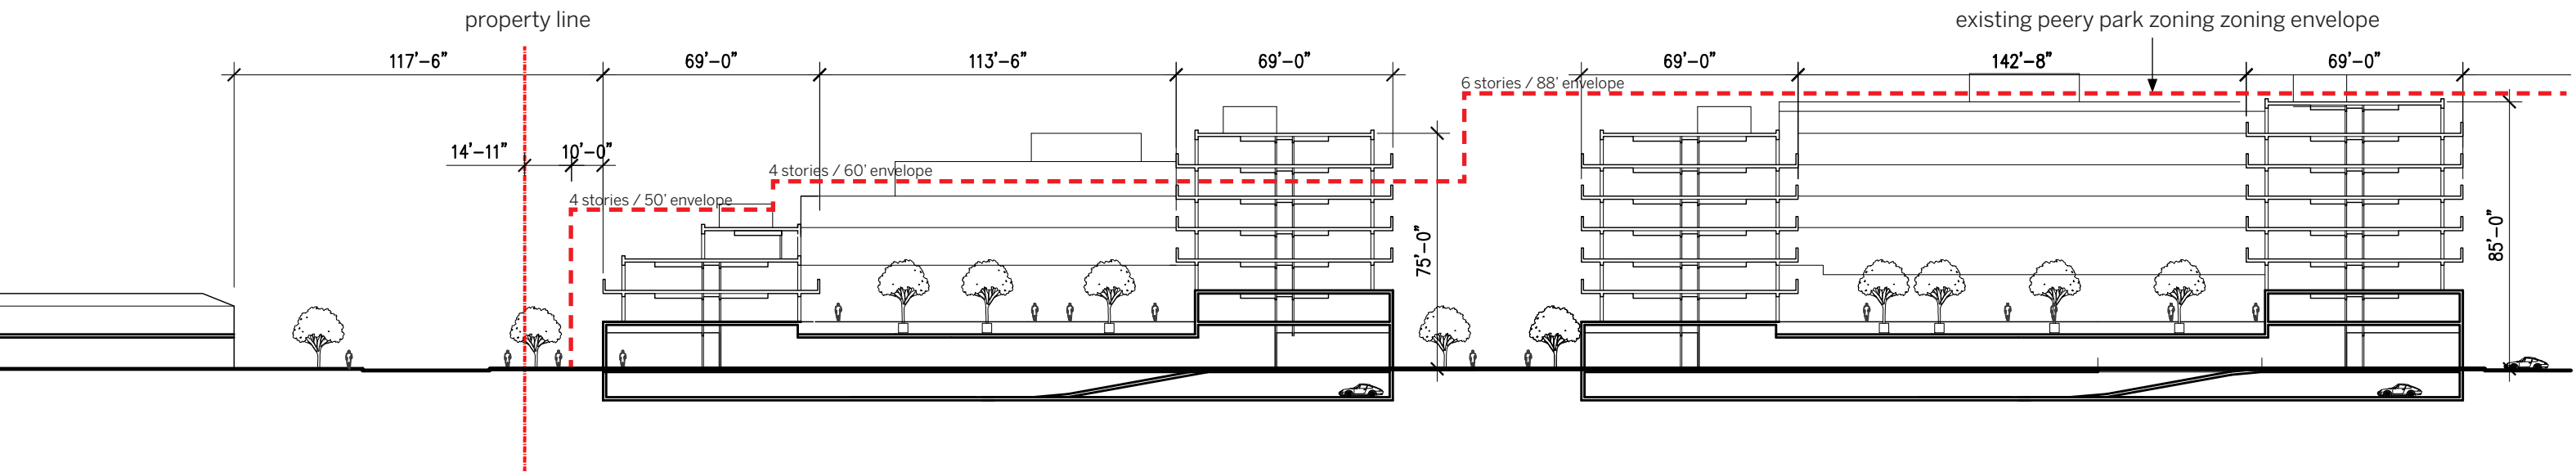 property line
existing peery park zoning zoning envelope
117’–6”
69’–0”
113’–6”
69’–0”
69’–0”
142’–8”
69’–0”
6 stories / 88’ envelope
14’–11”
10’–0”
4 stories / 60’ envelope
4 stories / 50’ envelope
75’–0”
85’–0”